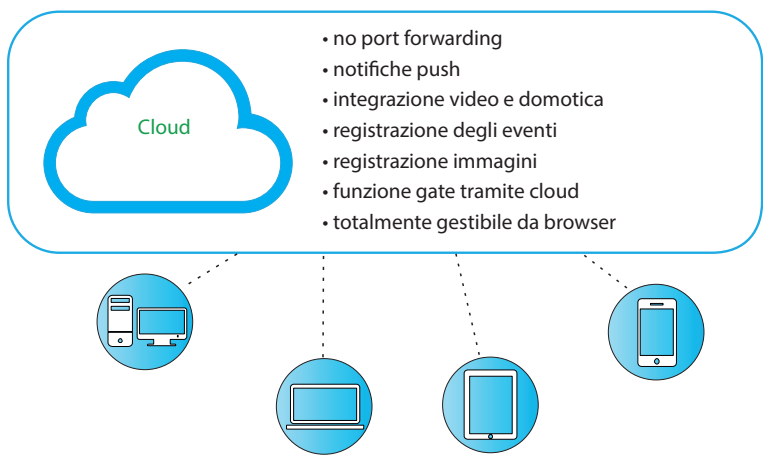 Cloud
• no port forwarding
• notifiche push
• integrazione video e domotica
• registrazione degli eventi
• registrazione immagini
• funzione gate tramite cloud
• totalmente gestibile da browser